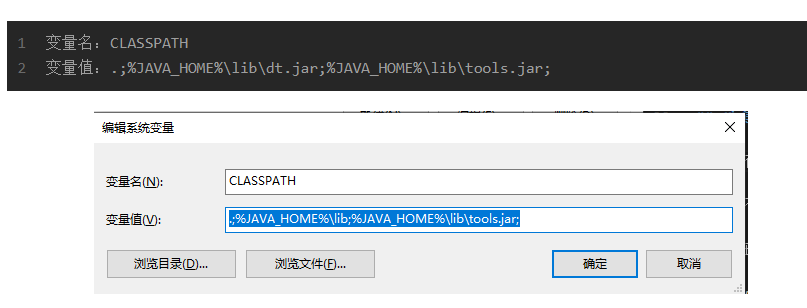 1 变量名：CLASSPATH
2 变量值：.;%JAVA_HOME%\lib\dt.jar;%JAVA_HOME%\lib\tools.jar;
编辑系统变量
变量名(N): CLASSPATH
变量值(V): .;%JAVA_HOME%\lib;%JAVA_HOME%\lib\tools.jar;
浏览目录(D)... 浏览文件(F)... 确定 取消